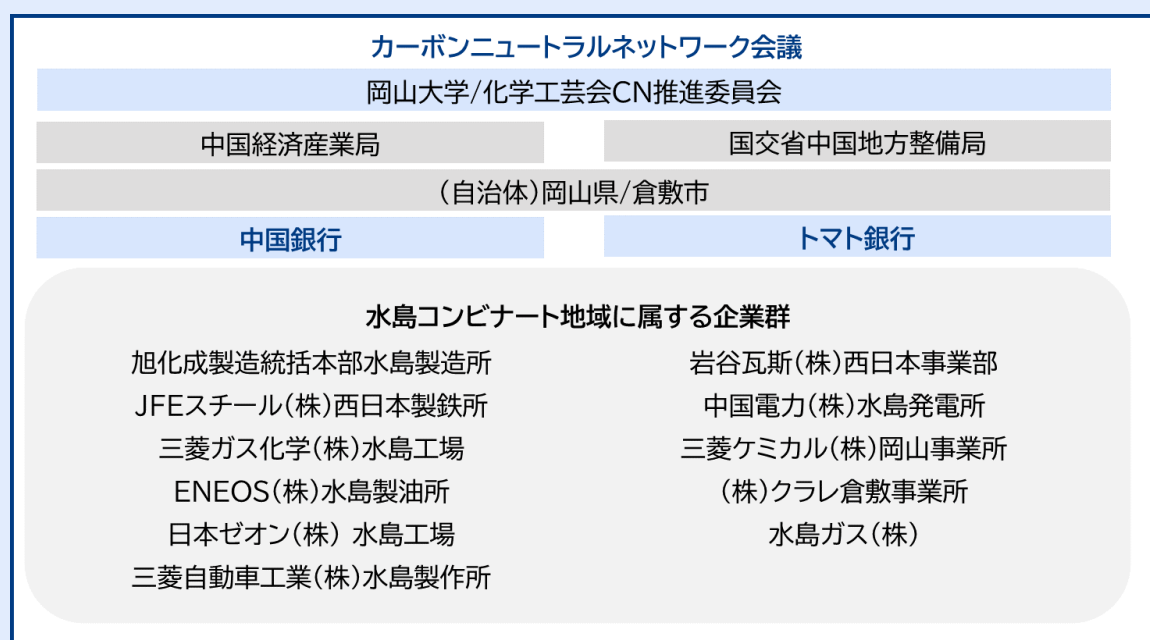 カーボンニュートラルネットワーク会議
岡山大学/化学工芸会CN推進委員会
中国経済産業局
国交省中国地方整備局
(自治体)岡山県/倉敷市
中国銀行
トマト銀行
水島コンビナート地域に属する企業群
旭化成製造統括本部水島製造所
JFEスチール(株)西日本製鉄所
三菱ガス化学(株)水島工場
ENEOS(株)水島製油所
日本ゼオン(株) 水島工場
三菱自動車工業(株)水島製作所
岩谷瓦斯(株)西日本事業部
中国電力(株)水島発電所
三菱ケミカル(株)岡山事業所
(株)クラレ倉敷事業所
水島ガス(株)